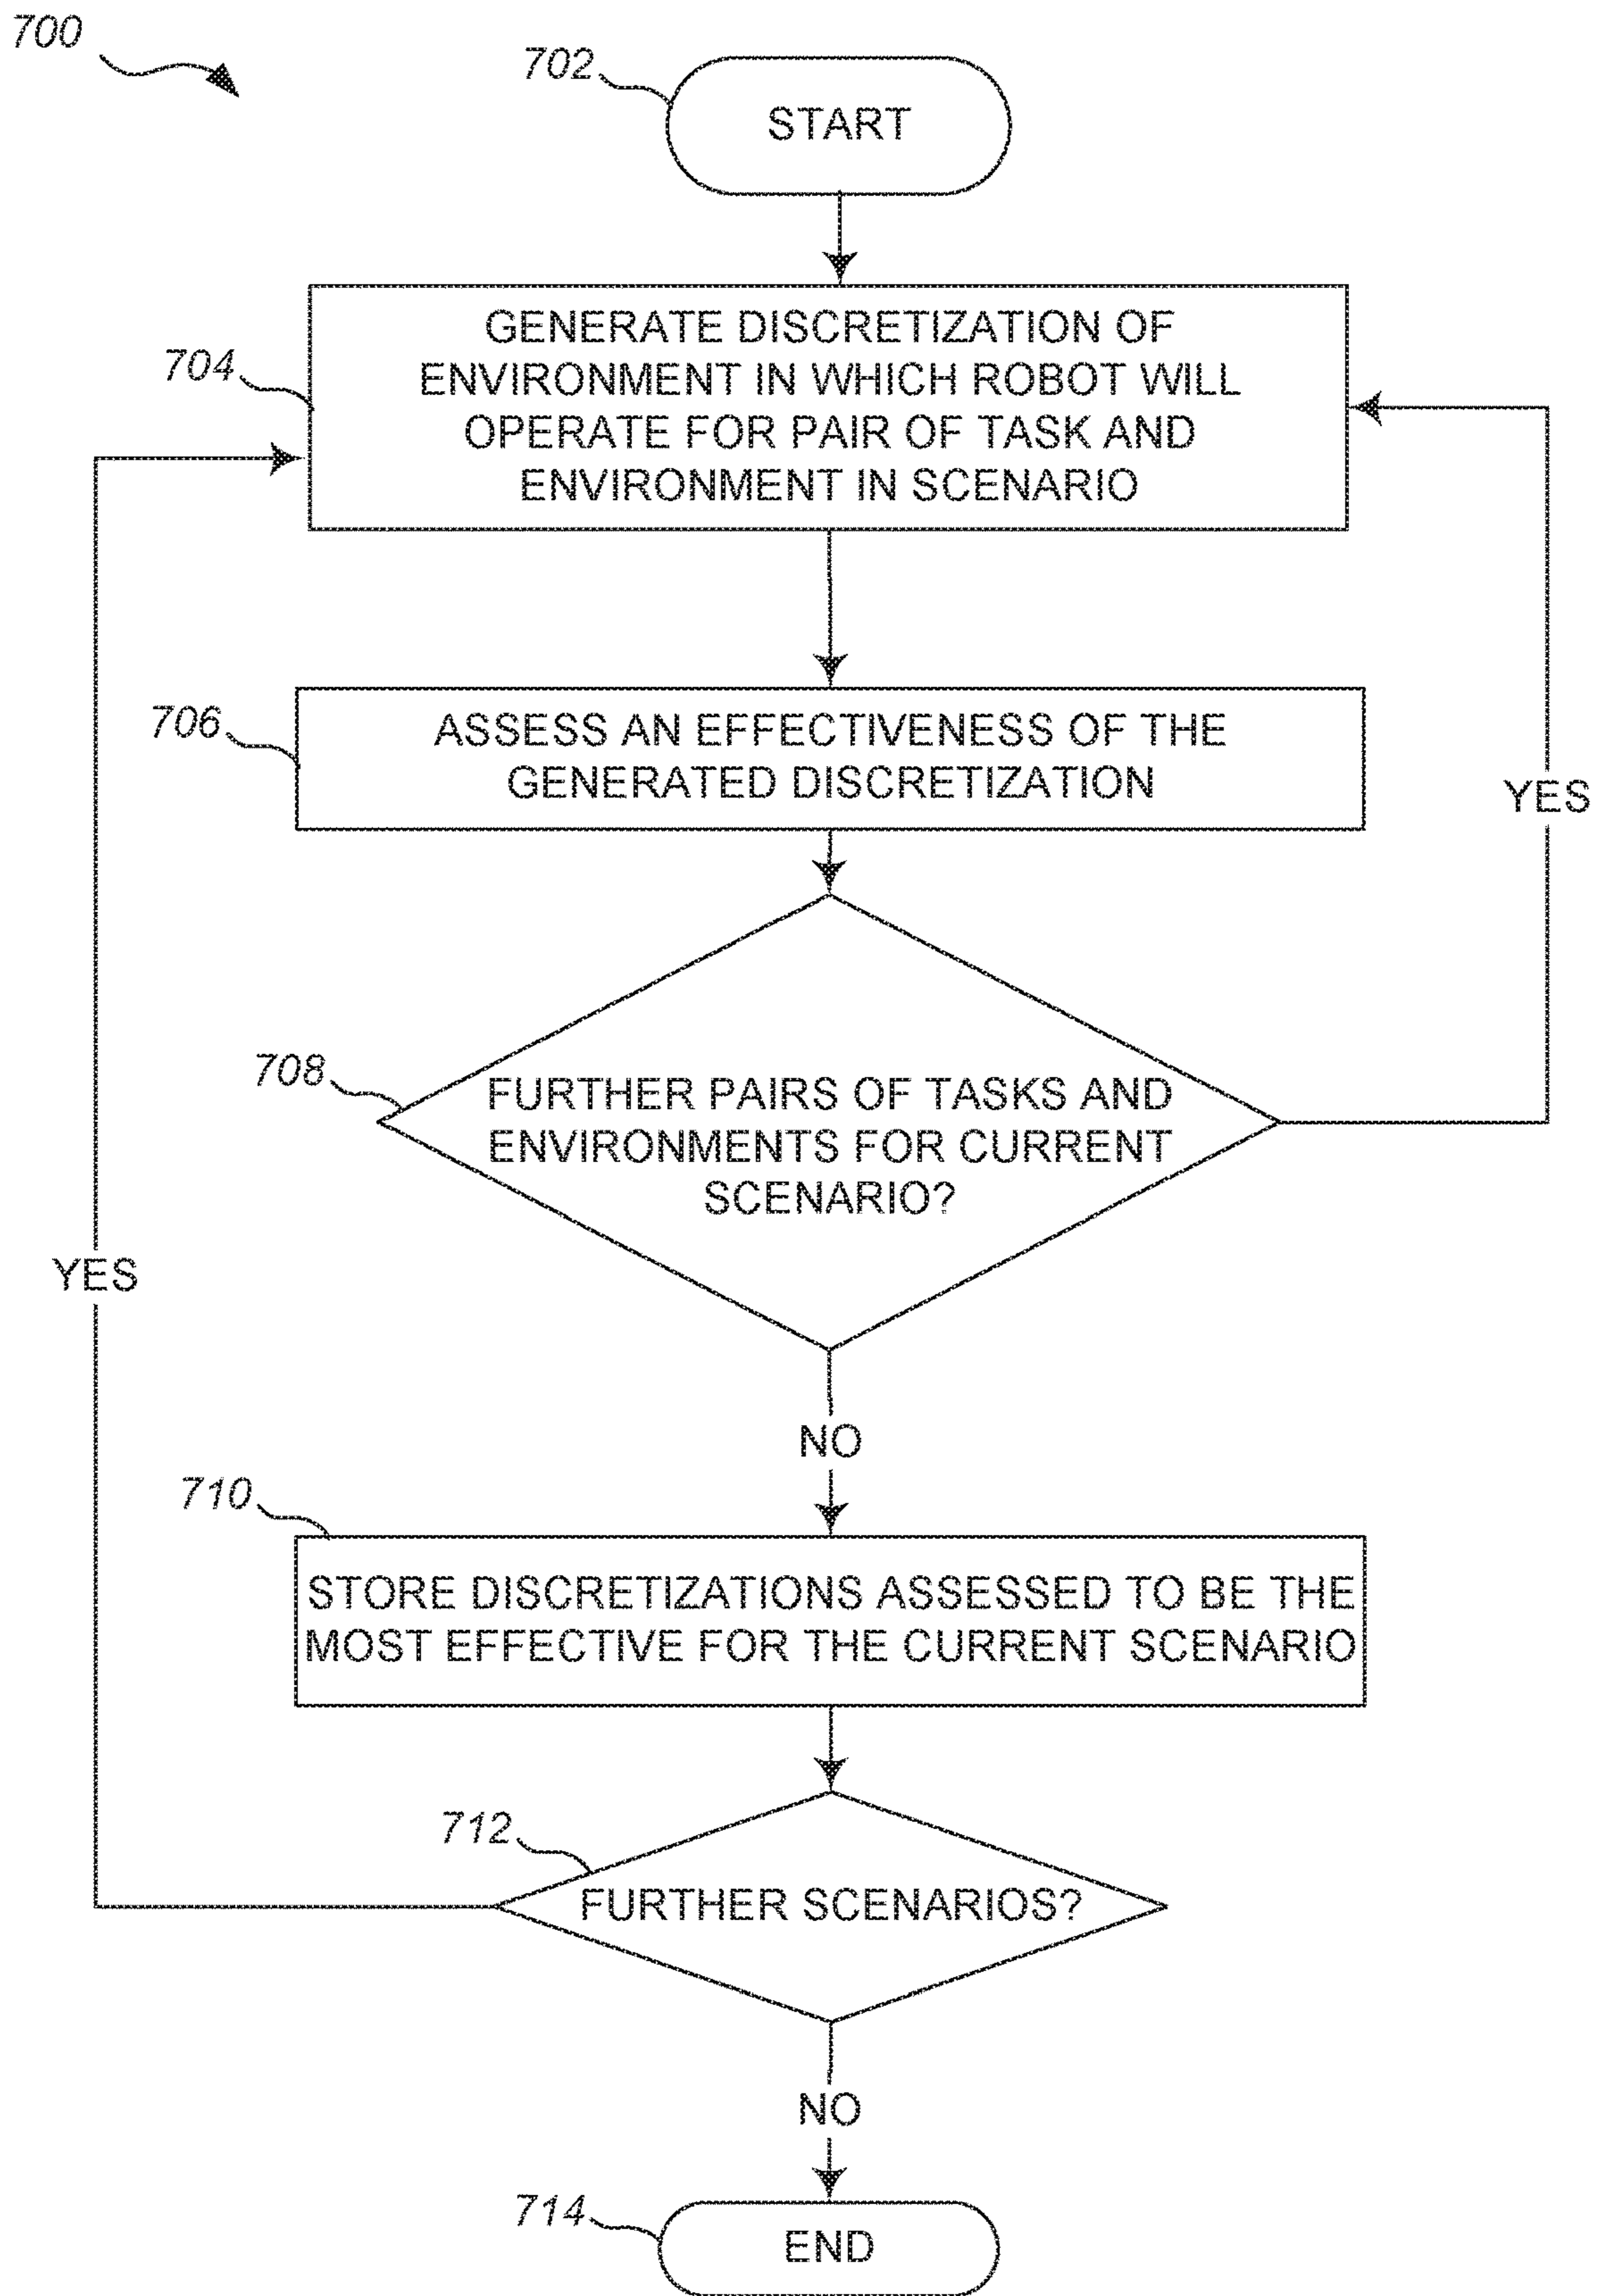 700
702
START
704
GENERATE DISCRETIZATION OF
ENVIRONMENT IN WHICH ROBOT WILL
OPERATE FOR PAIR OF TASK AND
ENVIRONMENT IN SCENARIO
706
ASSESS AN EFFECTIVENESS OF THE
GENERATED DISCRETIZATION
YES
708
FURTHER PAIRS OF TASKS AND
ENVIRONMENTS FOR CURRENT
SCENARIO?
YES
NO
710
STORE DISCRETIZATIONS ASSESSED TO BE THE
MOST EFFECTIVE FOR THE CURRENT SCENARIO
712
FURTHER SCENARIOS?
NO
714
END